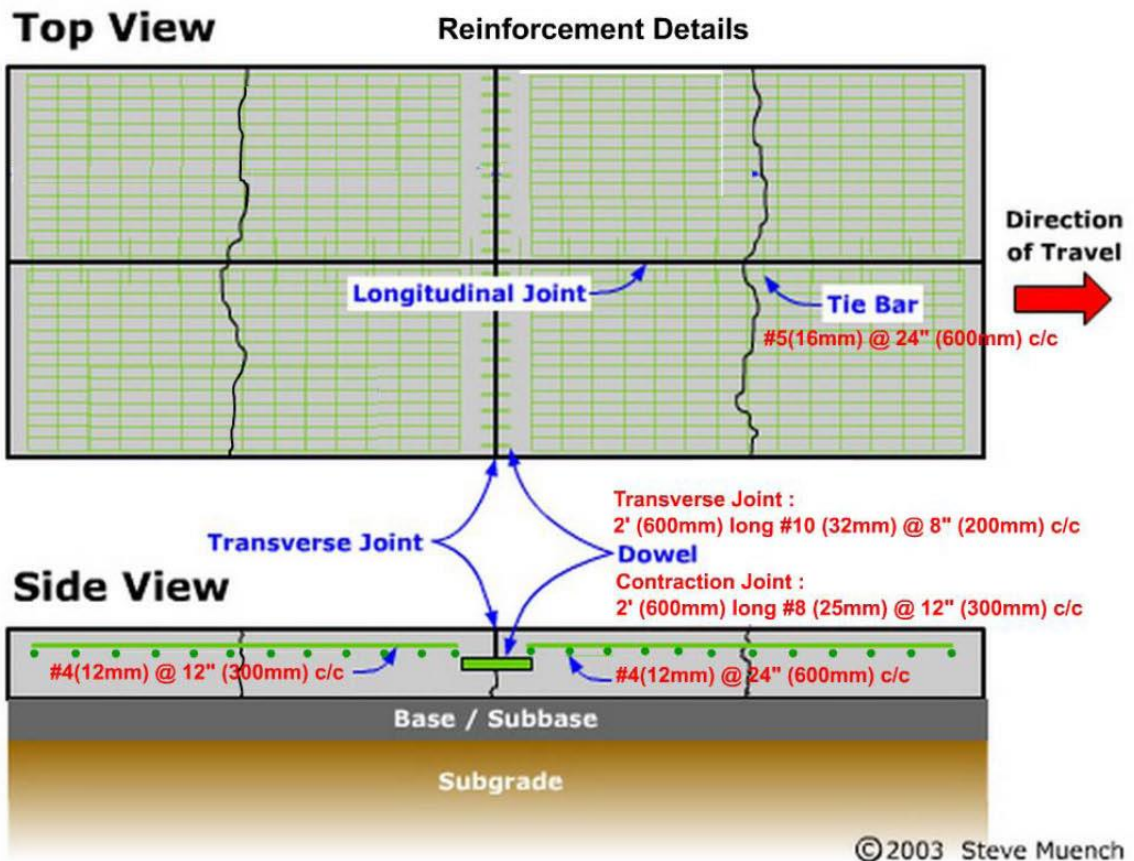 Top View
Reinforcement Details
Direction
of Travel
Longitudinal Joint
Tie Bar
#5(16mm) @ 24" (600mm) c/c
Transverse Joint :
2' (600mm) long #10 (32mm) @ 8" (200mm) c/c
Transverse Joint
Dowel
Contraction Joint :
2' (600mm) long #8 (25mm) @ 12" (300mm) c/c
Side View
#4(12mm) @ 12" (300mm) c/c
#4(12mm) @ 24" (600mm) c/c
Base / Subbase
Subgrade
©2003 Steve Muench